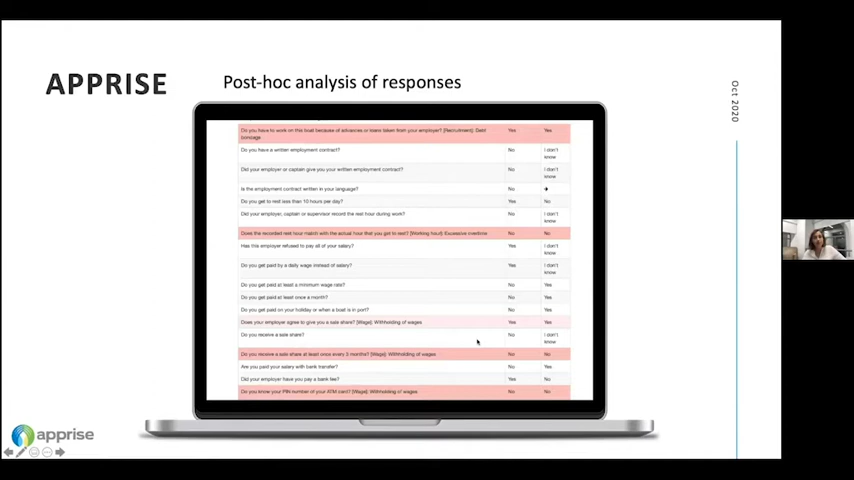 APPRISE
Post-hoc analysis of responses
Oct 2020
Do you have to work on this boat because of advances or loans taken from your employer? [Recruitment]: Debt Yes Yes
bondage
Do you have a written employment contract? No I don't
know
Did your employer or captain give you your written employment contract? No I don't
know
Is the employment contract written in your language? No →
Do you get to rest less than 10 hours per day? Yes No
Did your employer, captain or supervisor record the rest hour during work? No I don't
know
Does the recorded rest hour match with the actual hour that you get to rest? [Working hour]: Excessive overtime No No
Has this employer refused to pay all of your salary? Yes I don't
know
Do you get paid by a daily wage instead of salary? Yes I don't
know
Do you get paid at least a minimum wage rate? No Yes
Do you get paid at least once a month? No Yes
Do you get paid on your holiday or when a boat is in port? No Yes
Does your employer agree to give you a sale share? [Wage]: Withholding of wages Yes Yes
Do you receive a sale share? No I don't
know
Do you receive a sale share at least once every 3 months? [Wage]: Withholding of wages No No
Are you paid your salary with bank transfer? No Yes
Did your employer have you pay a bank fee? Yes No
Do you know your PIN number of your ATM card? [Wage]: Withholding of wages No No
apprise